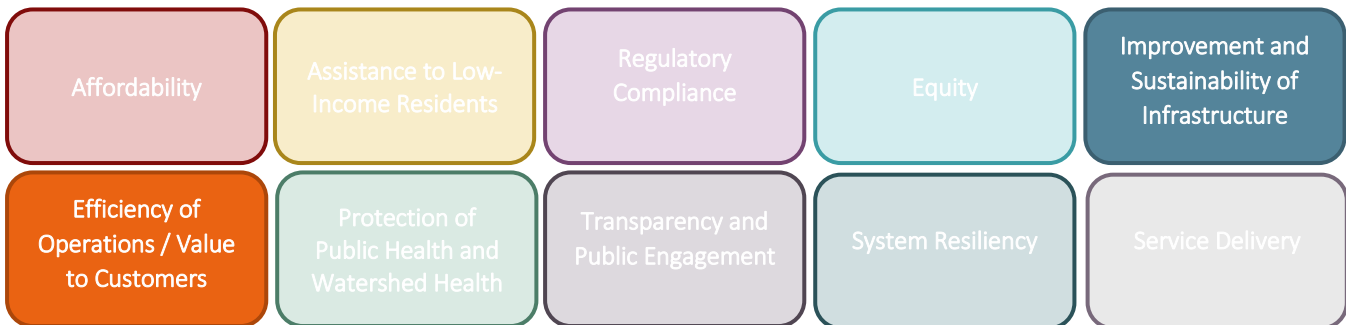 Affordability
Assistance to Low-
Income Residents
Regulatory
Compliance
Equity
Improvement and
Sustainability of
Infrastructure
Efficiency of
Operations / Value
to Customers
Protection of
Public Health and
Watershed Health
Transparency and
Public Engagement
System Resiliency
Service Delivery